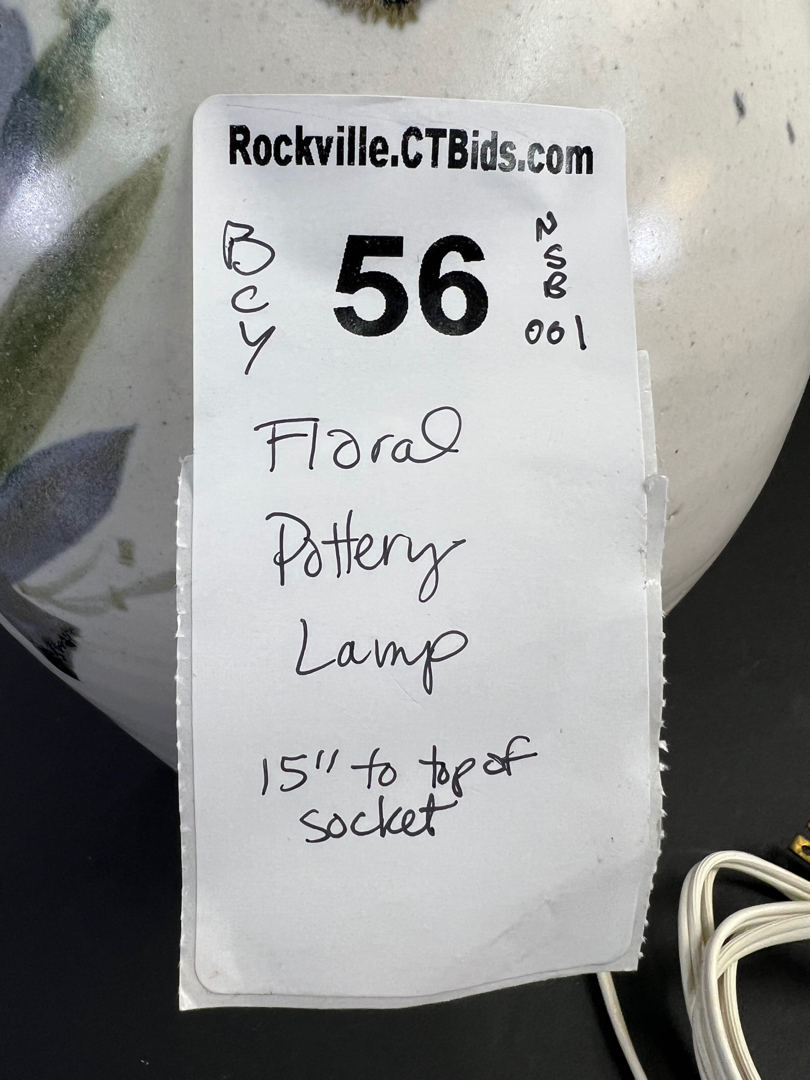 Rockville.CTBids.com
B
C
Y
56
N
S
B
001
Floral
Pottery
Lamp
15" to top of
socket